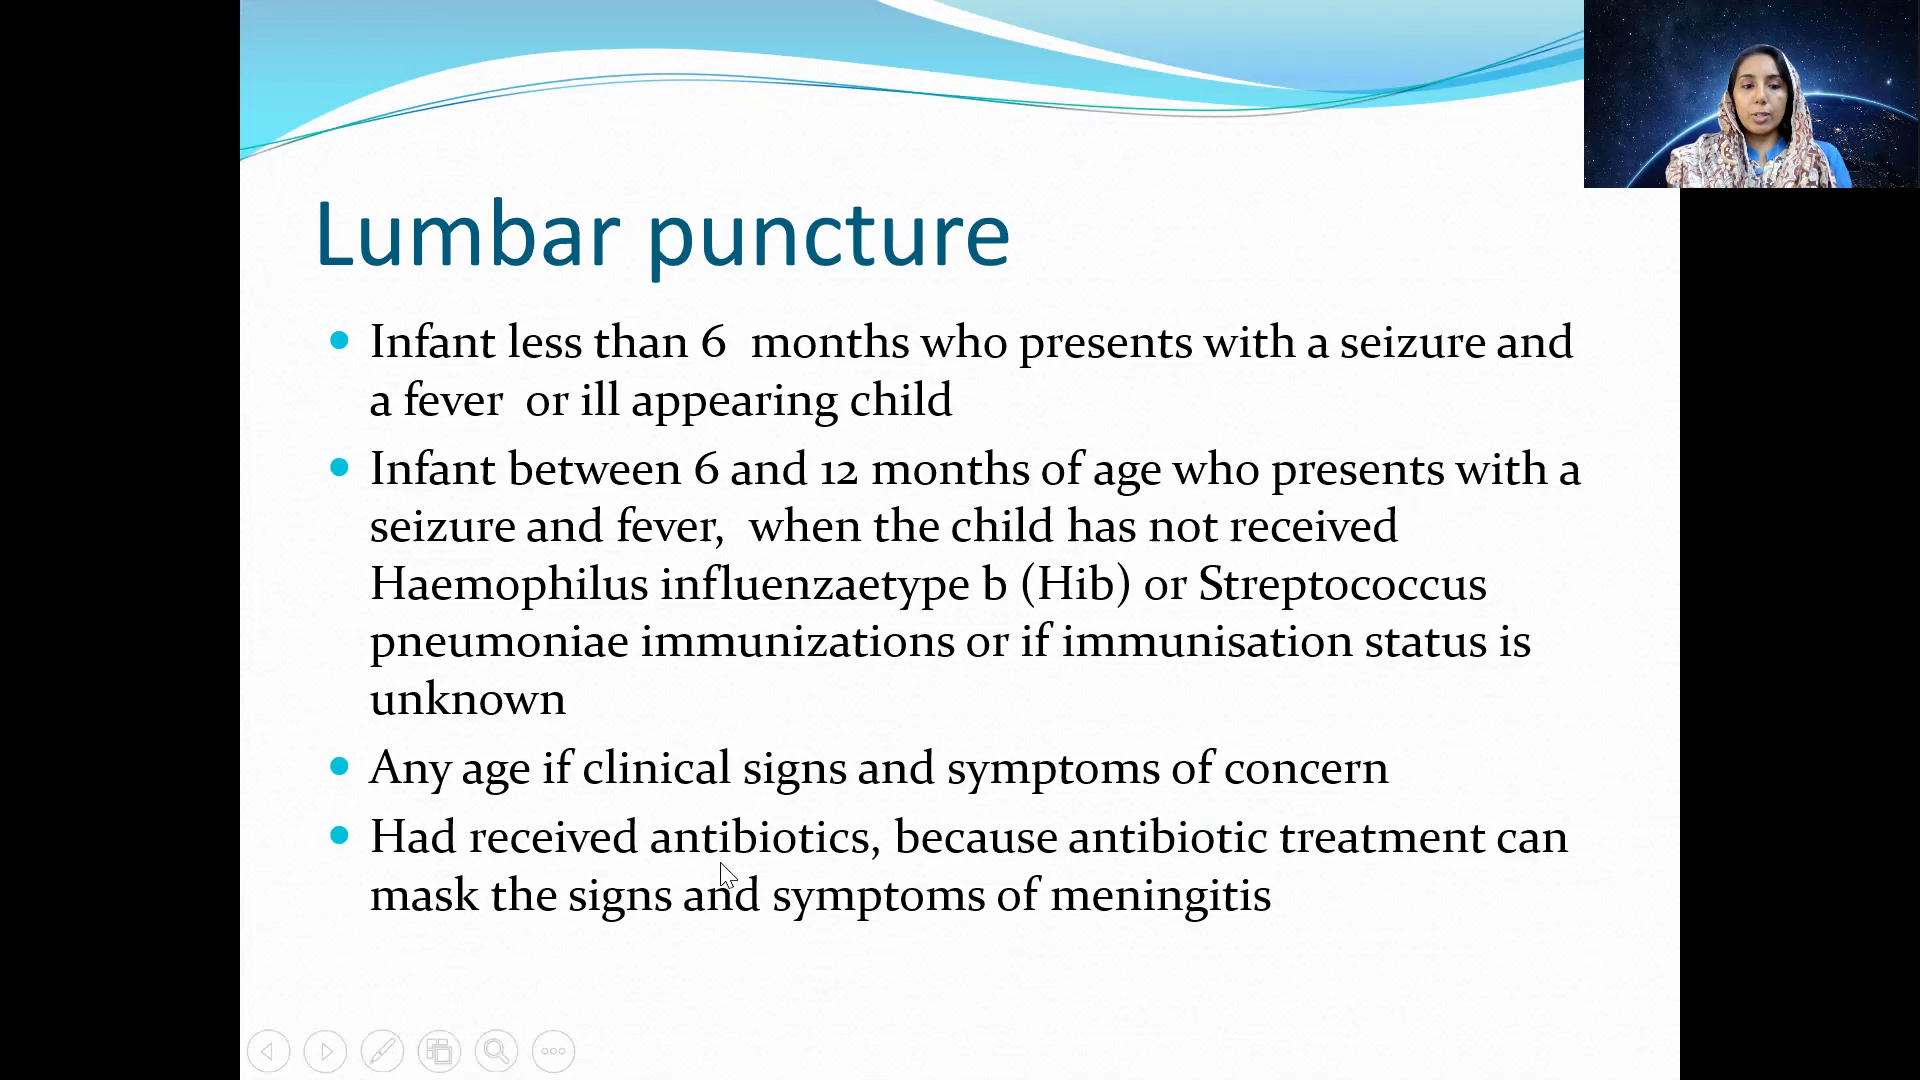 Lumbar puncture
Infant less than 6 months who presents with a seizure and
a fever or ill appearing child
Infant between 6 and 12 months of age who presents with a
seizure and fever, when the child has not received
Haemophilus influenzaetype b (Hib) or Streptococcus
pneumoniae immunizations or if immunisation status is
unknown
Any age if clinical signs and symptoms of concern
Had received antibiotics, because antibiotic treatment can
mask the signs and symptoms of meningitis